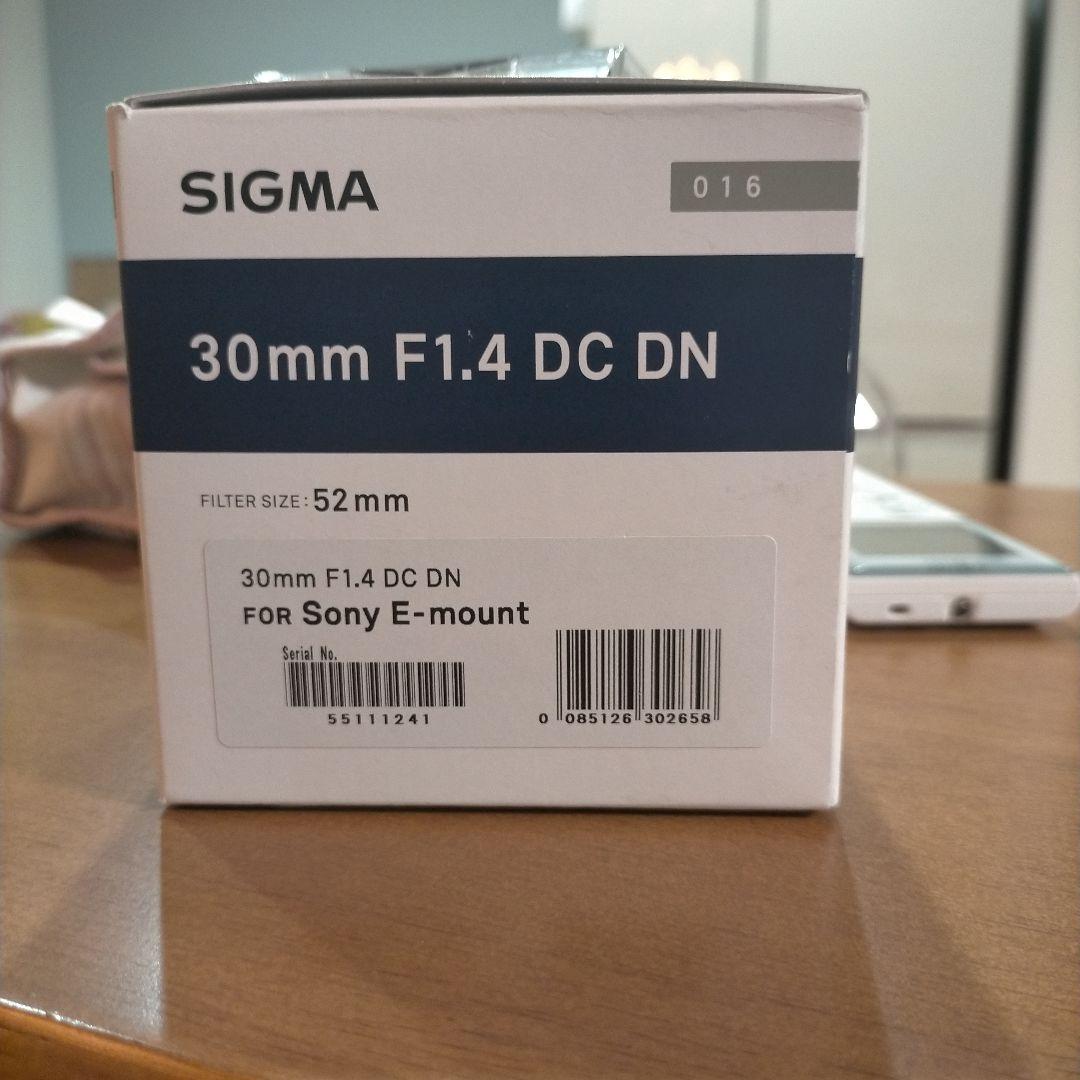 SIGMA
016
30mm F1.4 DC DN
FILTER SIZE: 52mm
30mm F1.4 DC DN
FOR Sony E-mount
Serial No.
55111241
0 085126 302658